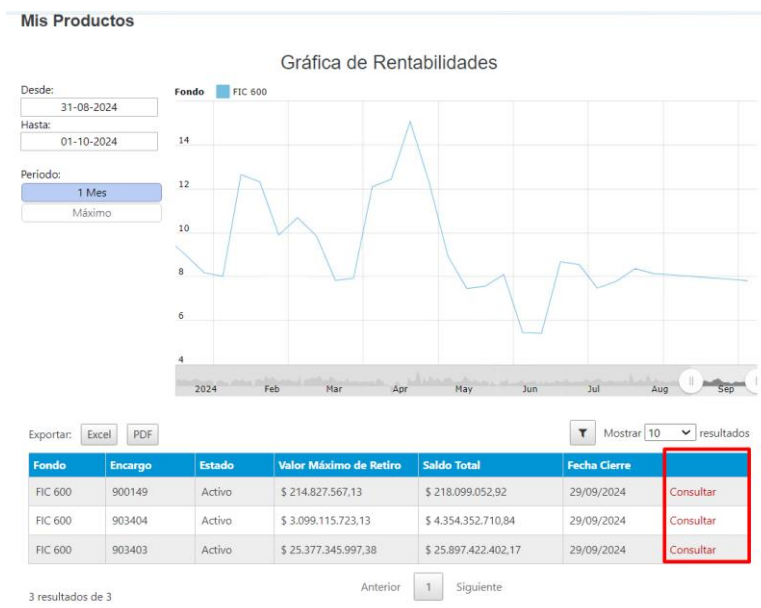 Mis Productos
Gráfica de Rentabilidades
Desde:
31-08-2024
Hasta:
01-10-2024
Periodo:
1 Mes
Máximo
Fondo FIC 600
14
12
10
8
6
4
2024 Feb Mar Apr May Jun Jul Aug Sep
Exportar: Excel PDF
Mostrar 10 resultados
Fondo Encargo Estado Valor Máximo de Retiro Saldo Total Fecha Cierre
FIC 600 900149 Activo $ 214.827.567,13 $ 218.099.052,92 29/09/2024 Consultar
FIC 600 903404 Activo $ 3.099.115.723,13 $ 4.354.352.710,84 29/09/2024 Consultar
FIC 600 903403 Activo $ 25.377.345.997,38 $ 25.897.422.402,17 29/09/2024 Consultar
3 resultados de 3
Anterior 1 Siguiente